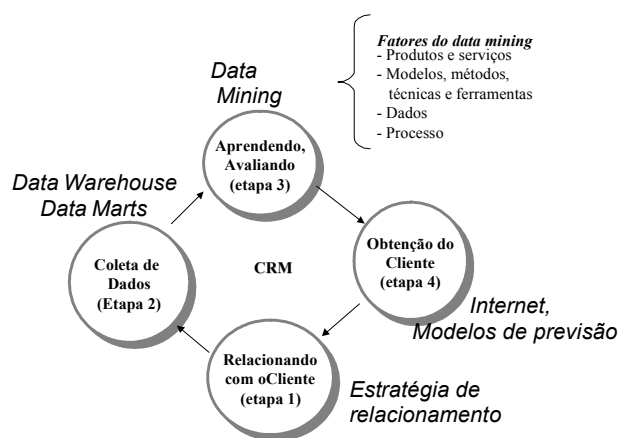 Fatores do data mining
- Produtos e serviços
- Modelos, métodos,
técnicas e ferramentas
- Dados
- Processo
Data
Mining
Aprendendo,
Avaliando
(etapa 3)
Data Warehouse
Data Marts
Coleta de
Dados
(Etapa 2)
CRM
Obtenção do
Cliente
(etapa 4)
Internet,
Modelos de previsão
Relacionando
com oCliente
(etapa 1)
Estratégia de
relacionamento